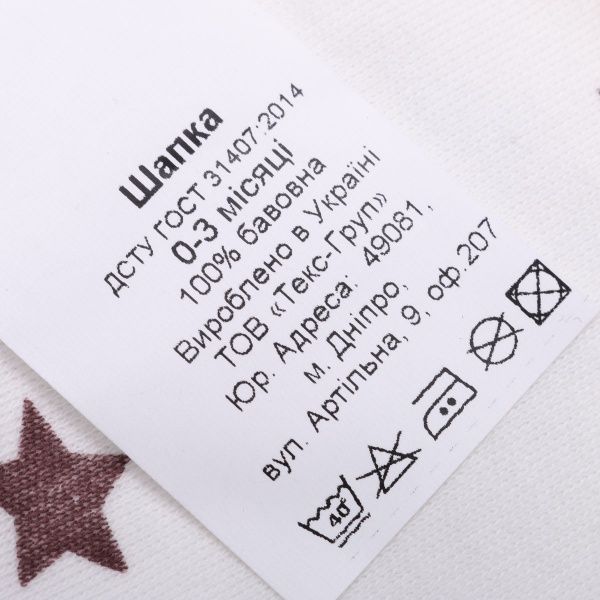 Шапка
ДСТУ ГОСТ 31407:2014
0-3 місяці
100% бавовна
Вироблено в Україні
ТОВ «Текс-Груп»
Юр. Адреса: 49081,
м. Дніпро,
вул. Артільна, 9, оф.207
40°